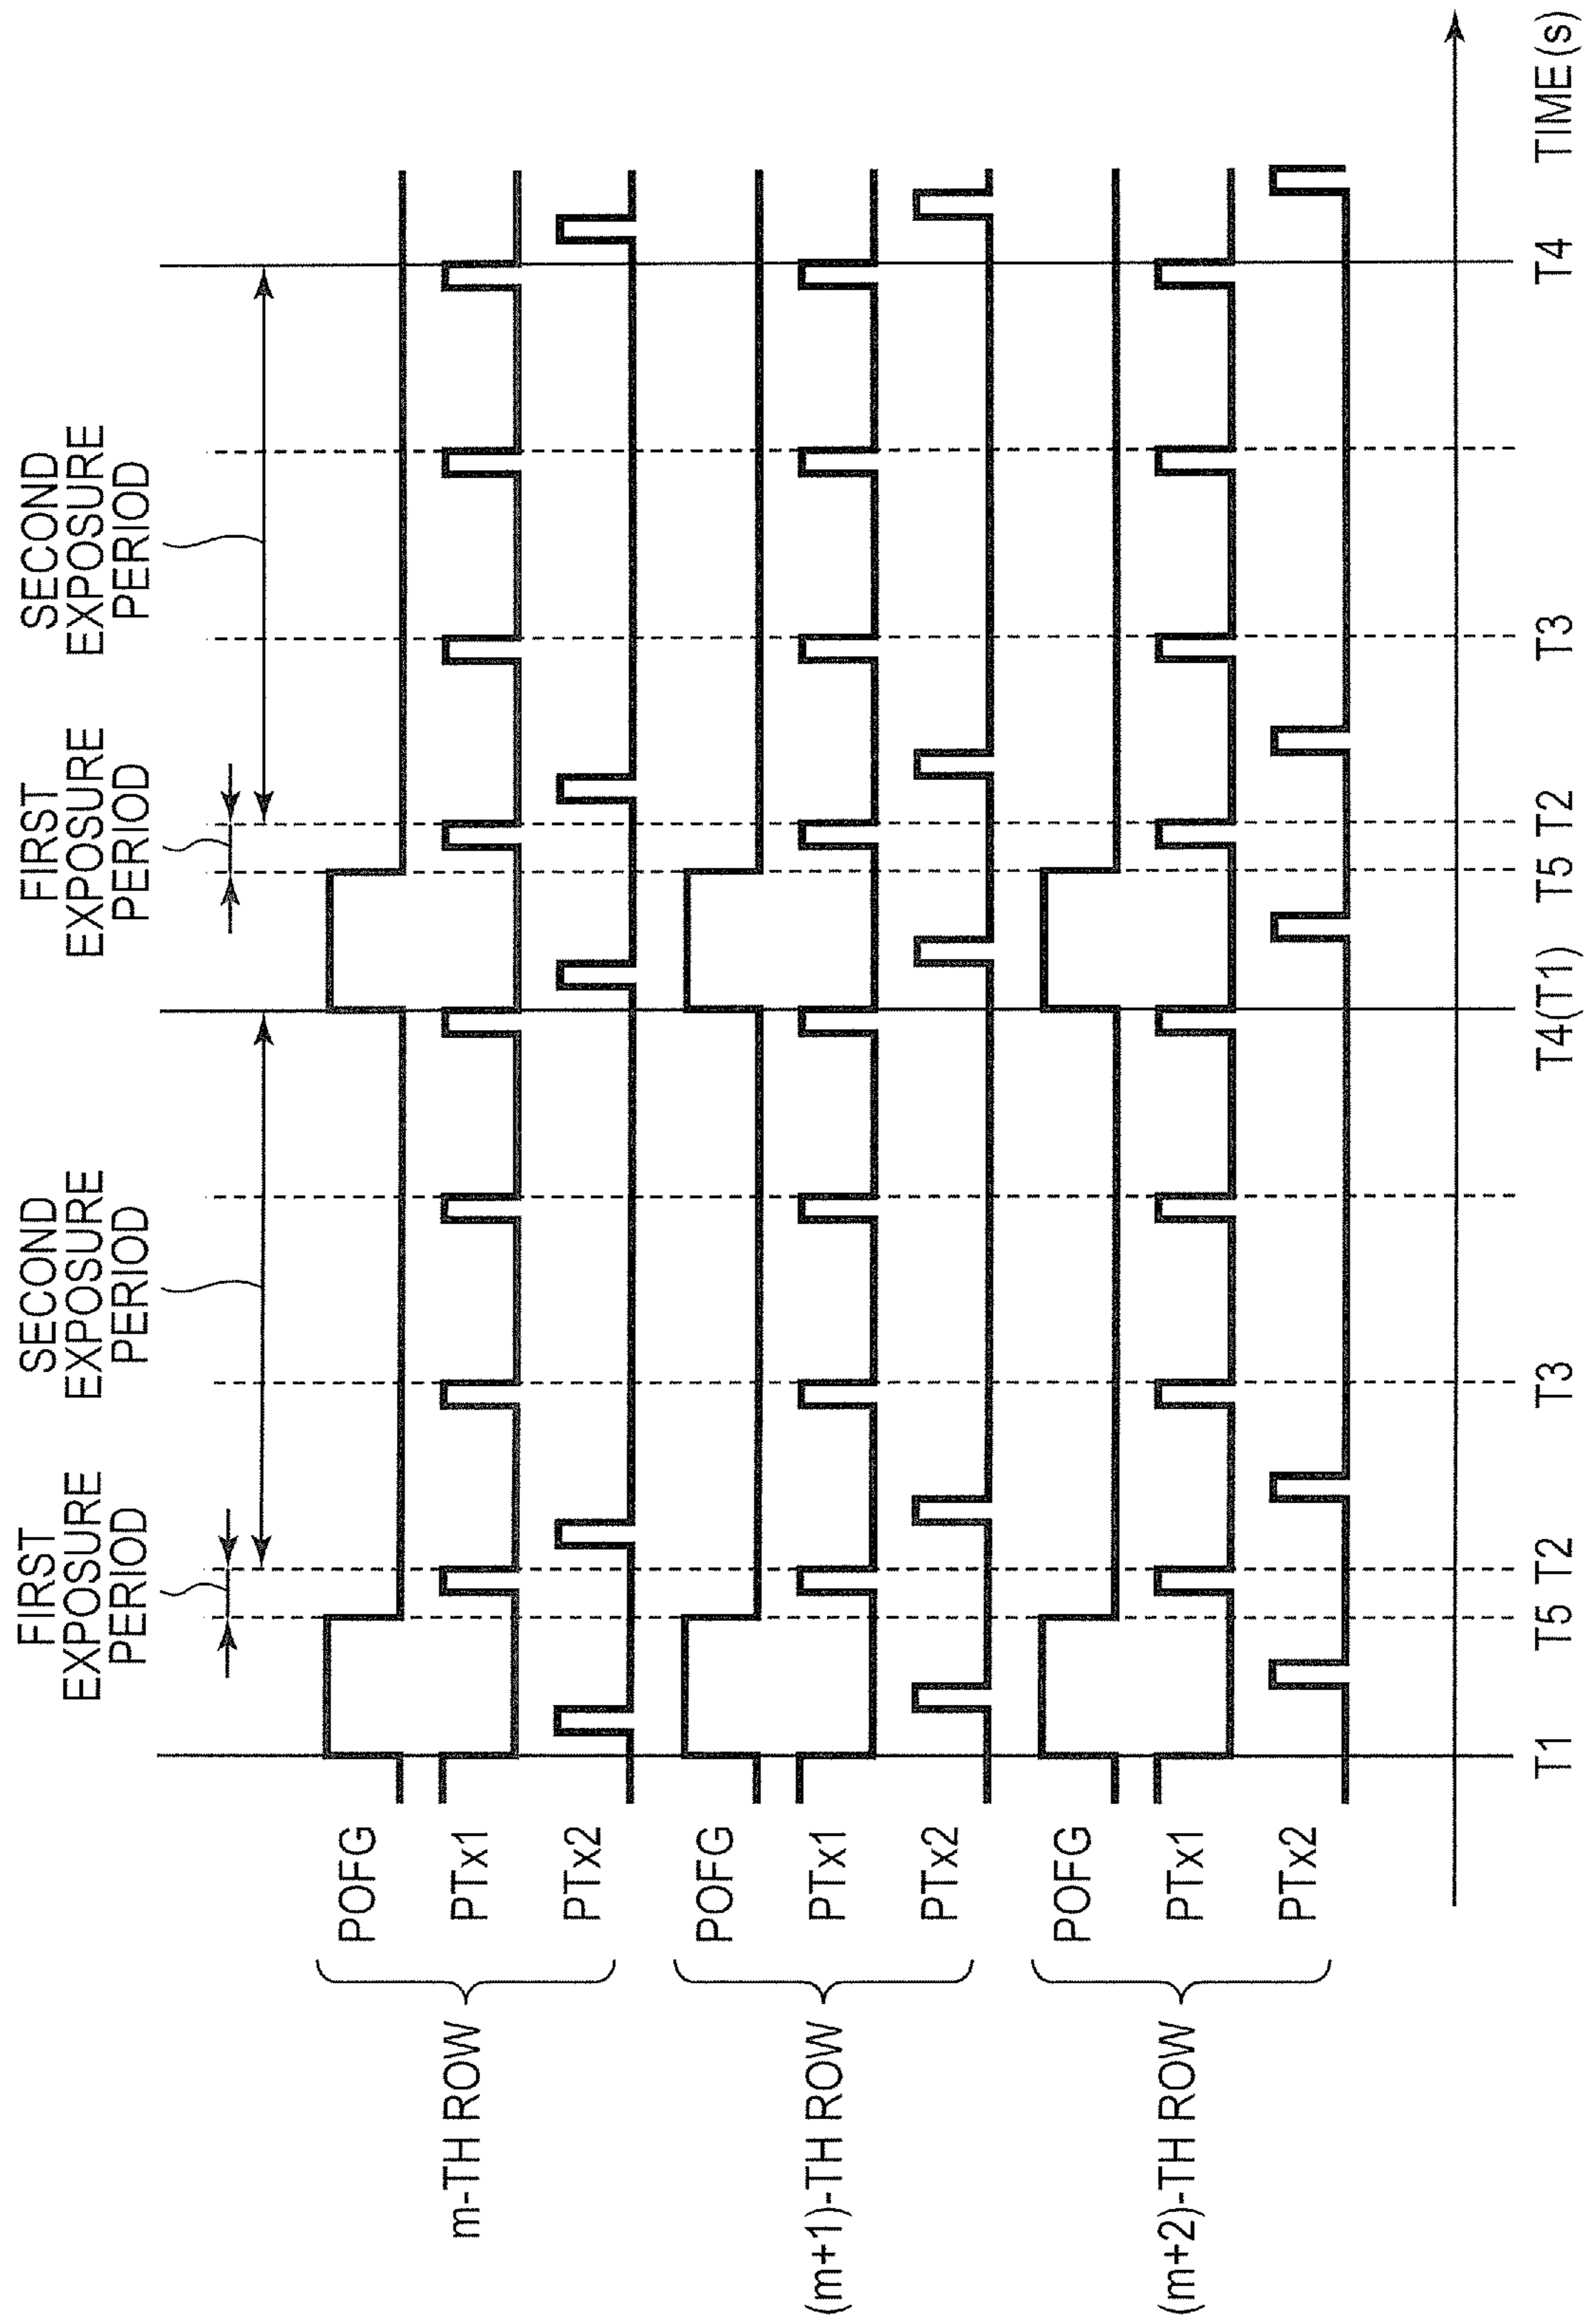 FIRST
EXPOSURE
PERIOD
SECOND
EXPOSURE
PERIOD
FIRST
EXPOSURE
PERIOD
SECOND
EXPOSURE
PERIOD
m-TH ROW
POFG
PTx1
PTx2
(m+1)-TH ROW
POFG
PTx1
PTx2
(m+2)-TH ROW
POFG
PTx1
PTx2
T1 T5 T2 T3 T4(T1) T5 T2 T3 T4 TIME(s)